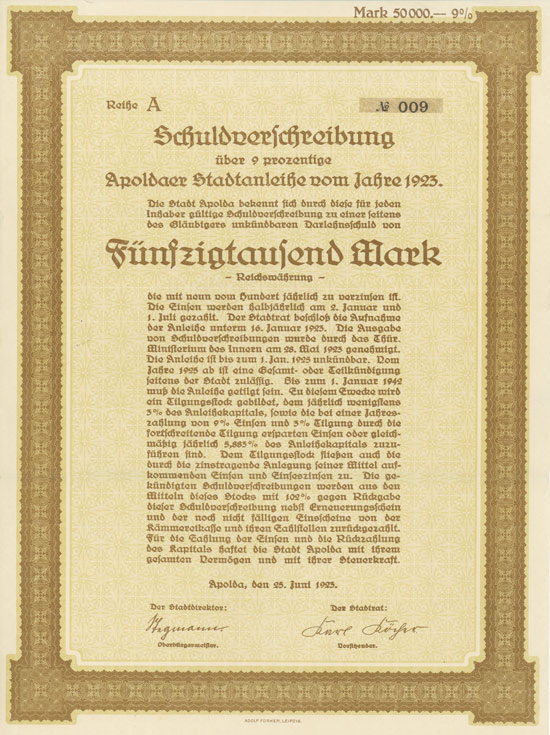 Mark 50000.— 9%
Reihe A
№ 009
Schuldverschreibung
über 9 prozentige
Apoldaer Stadtanleihe vom Jahre 1923.
Die Stadt Apolda bekennt sich durch diese für jeden
Inhaber gültige Schuldverschreibung zu einer seitens
des Gläubigers unkündbaren Darlehnsschuld von
Fünfzigtausend Mark
– Reichswährung –
die mit neun vom Hundert jährlich zu verzinsen ist.
Die Zinsen werden halbjährlich am 2. Januar und
1. Juli gezahlt. Der Stadtrat beschloß die Aufnahme
der Anleihe unterm 16. Januar 1923. Die Ausgabe
von Schuldverschreibungen wurde durch das Thür.
Ministerium des Innern am 28. Mai 1923 genehmigt.
Die Anleihe ist bis zum 1. Jan. 1925 unkündbar. Vom
Jahre 1925 ab ist eine Gesamt- oder Teilkündigung
seitens der Stadt zulässig. Bis zum 1. Januar 1942
muß die Anleihe getilgt sein. Zu diesem Zwecke wird
ein Tilgungsstock gebildet, dem jährlich wenigstens
3% des Anleihekapitals, sowie die bei einer Jahres-
zahlung von 9% Zinsen und 3% Tilgung durch die
fortschreitende Tilgung ersparten Zinsen oder gleich-
mäßig jährlich 5,883% des Anleihekapitals zuzu-
führen sind. Dem Tilgungsstock fließen auch die
durch die zinstragende Anlegung seiner Mittel auf-
kommenden Zinsen und Zinseszinsen zu. Die ge-
kündigten Schuldverschreibungen werden aus den
Mitteln dieses Stocks mit 102% gegen Rückgabe
dieser Schuldverschreibung nebst Erneuerungsschein
und der noch nicht fälligen Zinscheine von der
Kämmereikasse und ihren Zahlstellen zurückgezahlt.
Für die Zahlung der Zinsen und die Rückzahlung
des Kapitals haftet die Stadt Apolda mit ihrem
gesamten Vermögen und mit ihrer Steuerkraft.
Apolda, den 25. Juni 1923.
Der Stadtdirektor:
Stegmann
Oberbürgermeister.
Der Stadtrat:
Karl Köcher
Vorsitzender.
ADOLF FORKER, LEIPZIG.